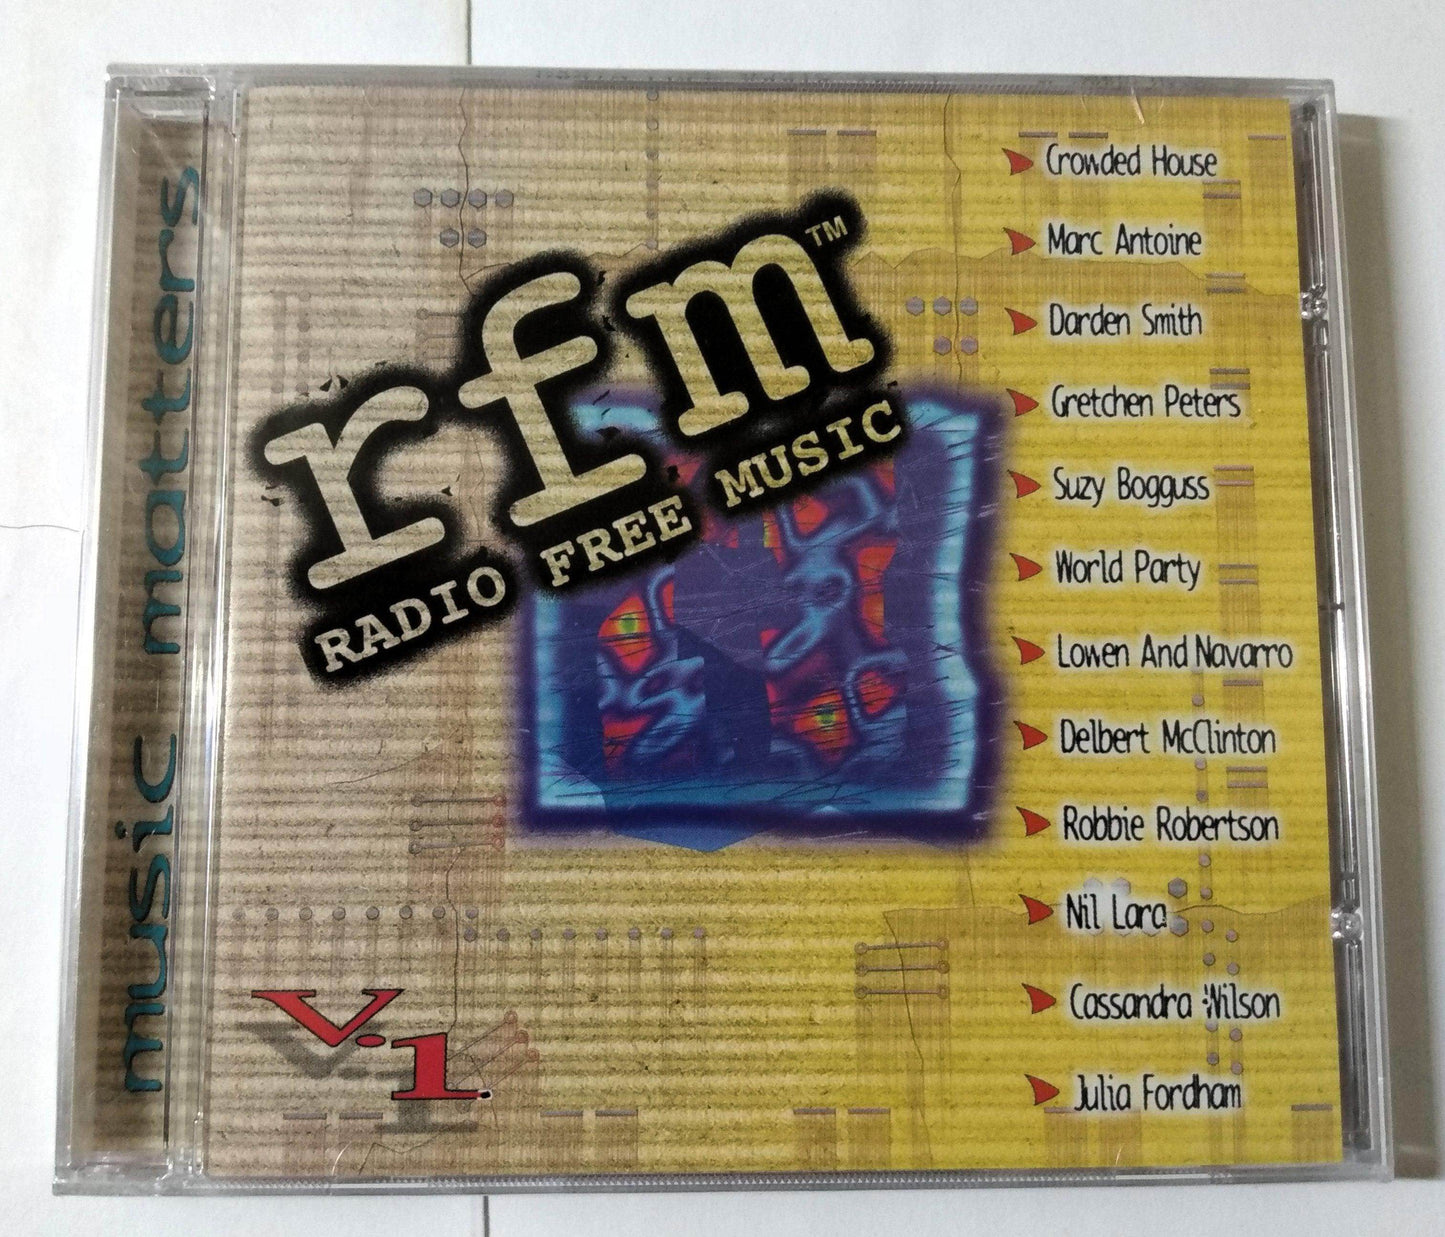 music matters
rfm™
RADIO FREE MUSIC
V.1
Crowded House
Marc Antoine
Darden Smith
Gretchen Peters
Suzy Bogguss
World Party
Lowen And Navarro
Delbert McClinton
Robbie Robertson
Nil Lara
Cassandra Wilson
Julia Fordham